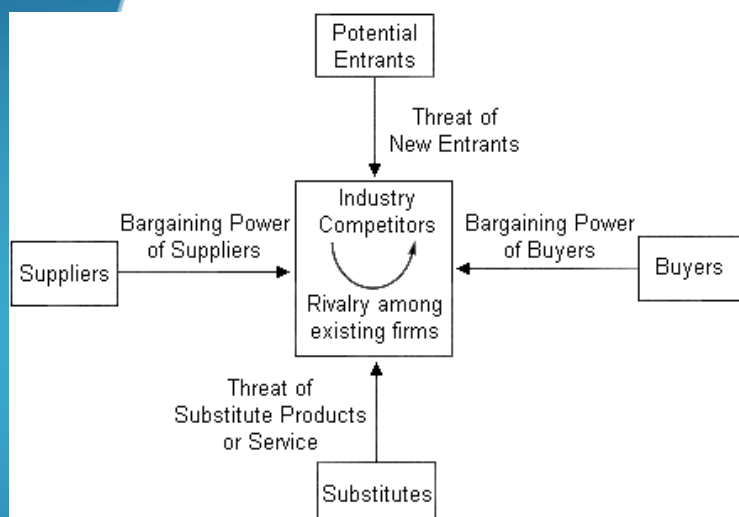 Potential
Entrants
Threat of
New Entrants
Industry
Competitors
Bargaining Power
of Suppliers
Bargaining Power
of Buyers
Suppliers
Buyers
Rivalry among
existing firms
Threat of
Substitute Products
or Service
Substitutes